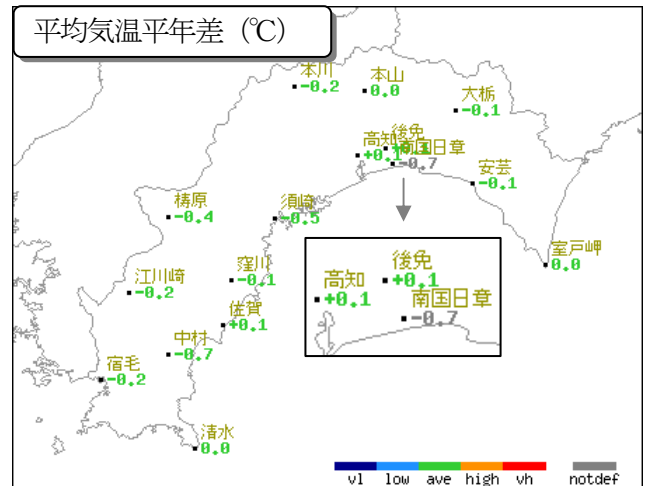 平均気温平年差（℃）
本川
-0.2
本山
0.0
大栃
-0.1
高知
+0.1
後免
+0.1
南国日章
-0.7
安芸
-0.1
梼原
-0.4
須崎
-0.5
室戸岬
0.0
窪川
-0.1
江川崎
-0.2
佐賀
+0.1
中村
-0.7
宿毛
-0.2
清水
0.0
後免
+0.1
高知
+0.1
南国日章
-0.7
vl low ave high vh notdef